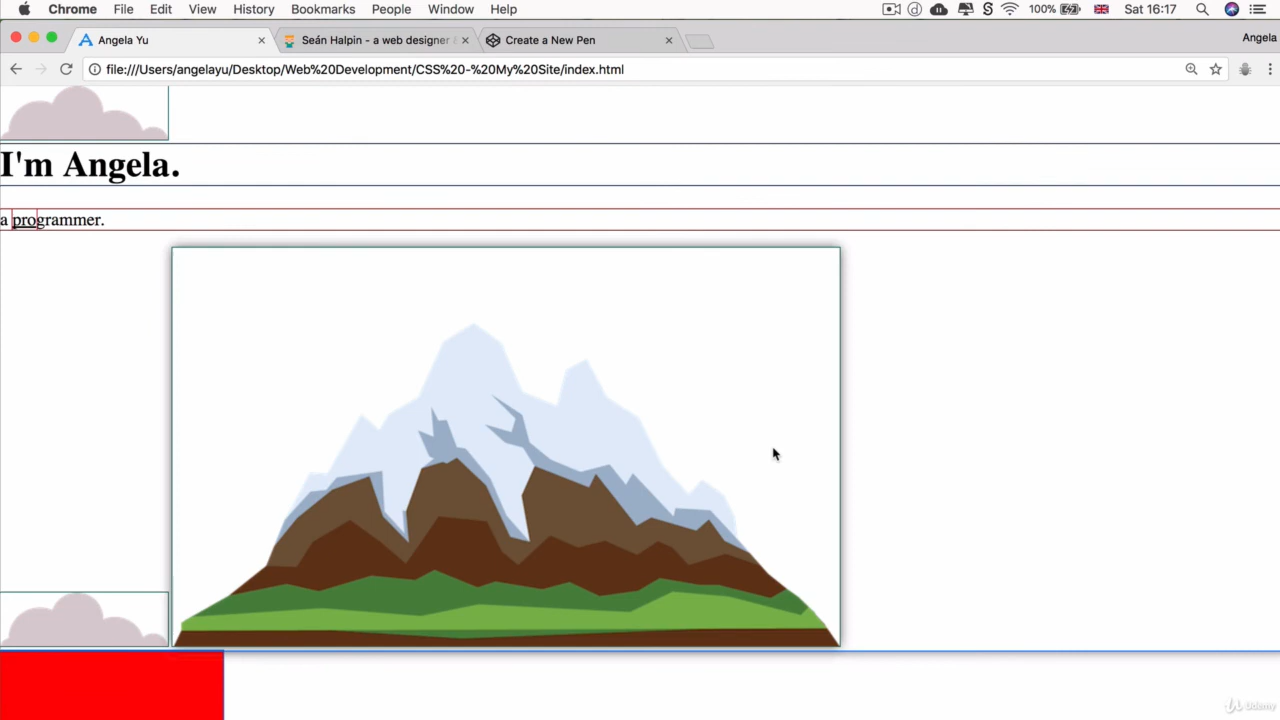 Chrome File Edit View History Bookmarks People Window Help 100% Sat 16:17
Angela Yu Seán Halpin - a web designer Create a New Pen Angela
file:///Users/angelayu/Desktop/Web%20Development/CSS%20-%20My%20Site/index.html
I'm Angela.
a programmer.
Udemy